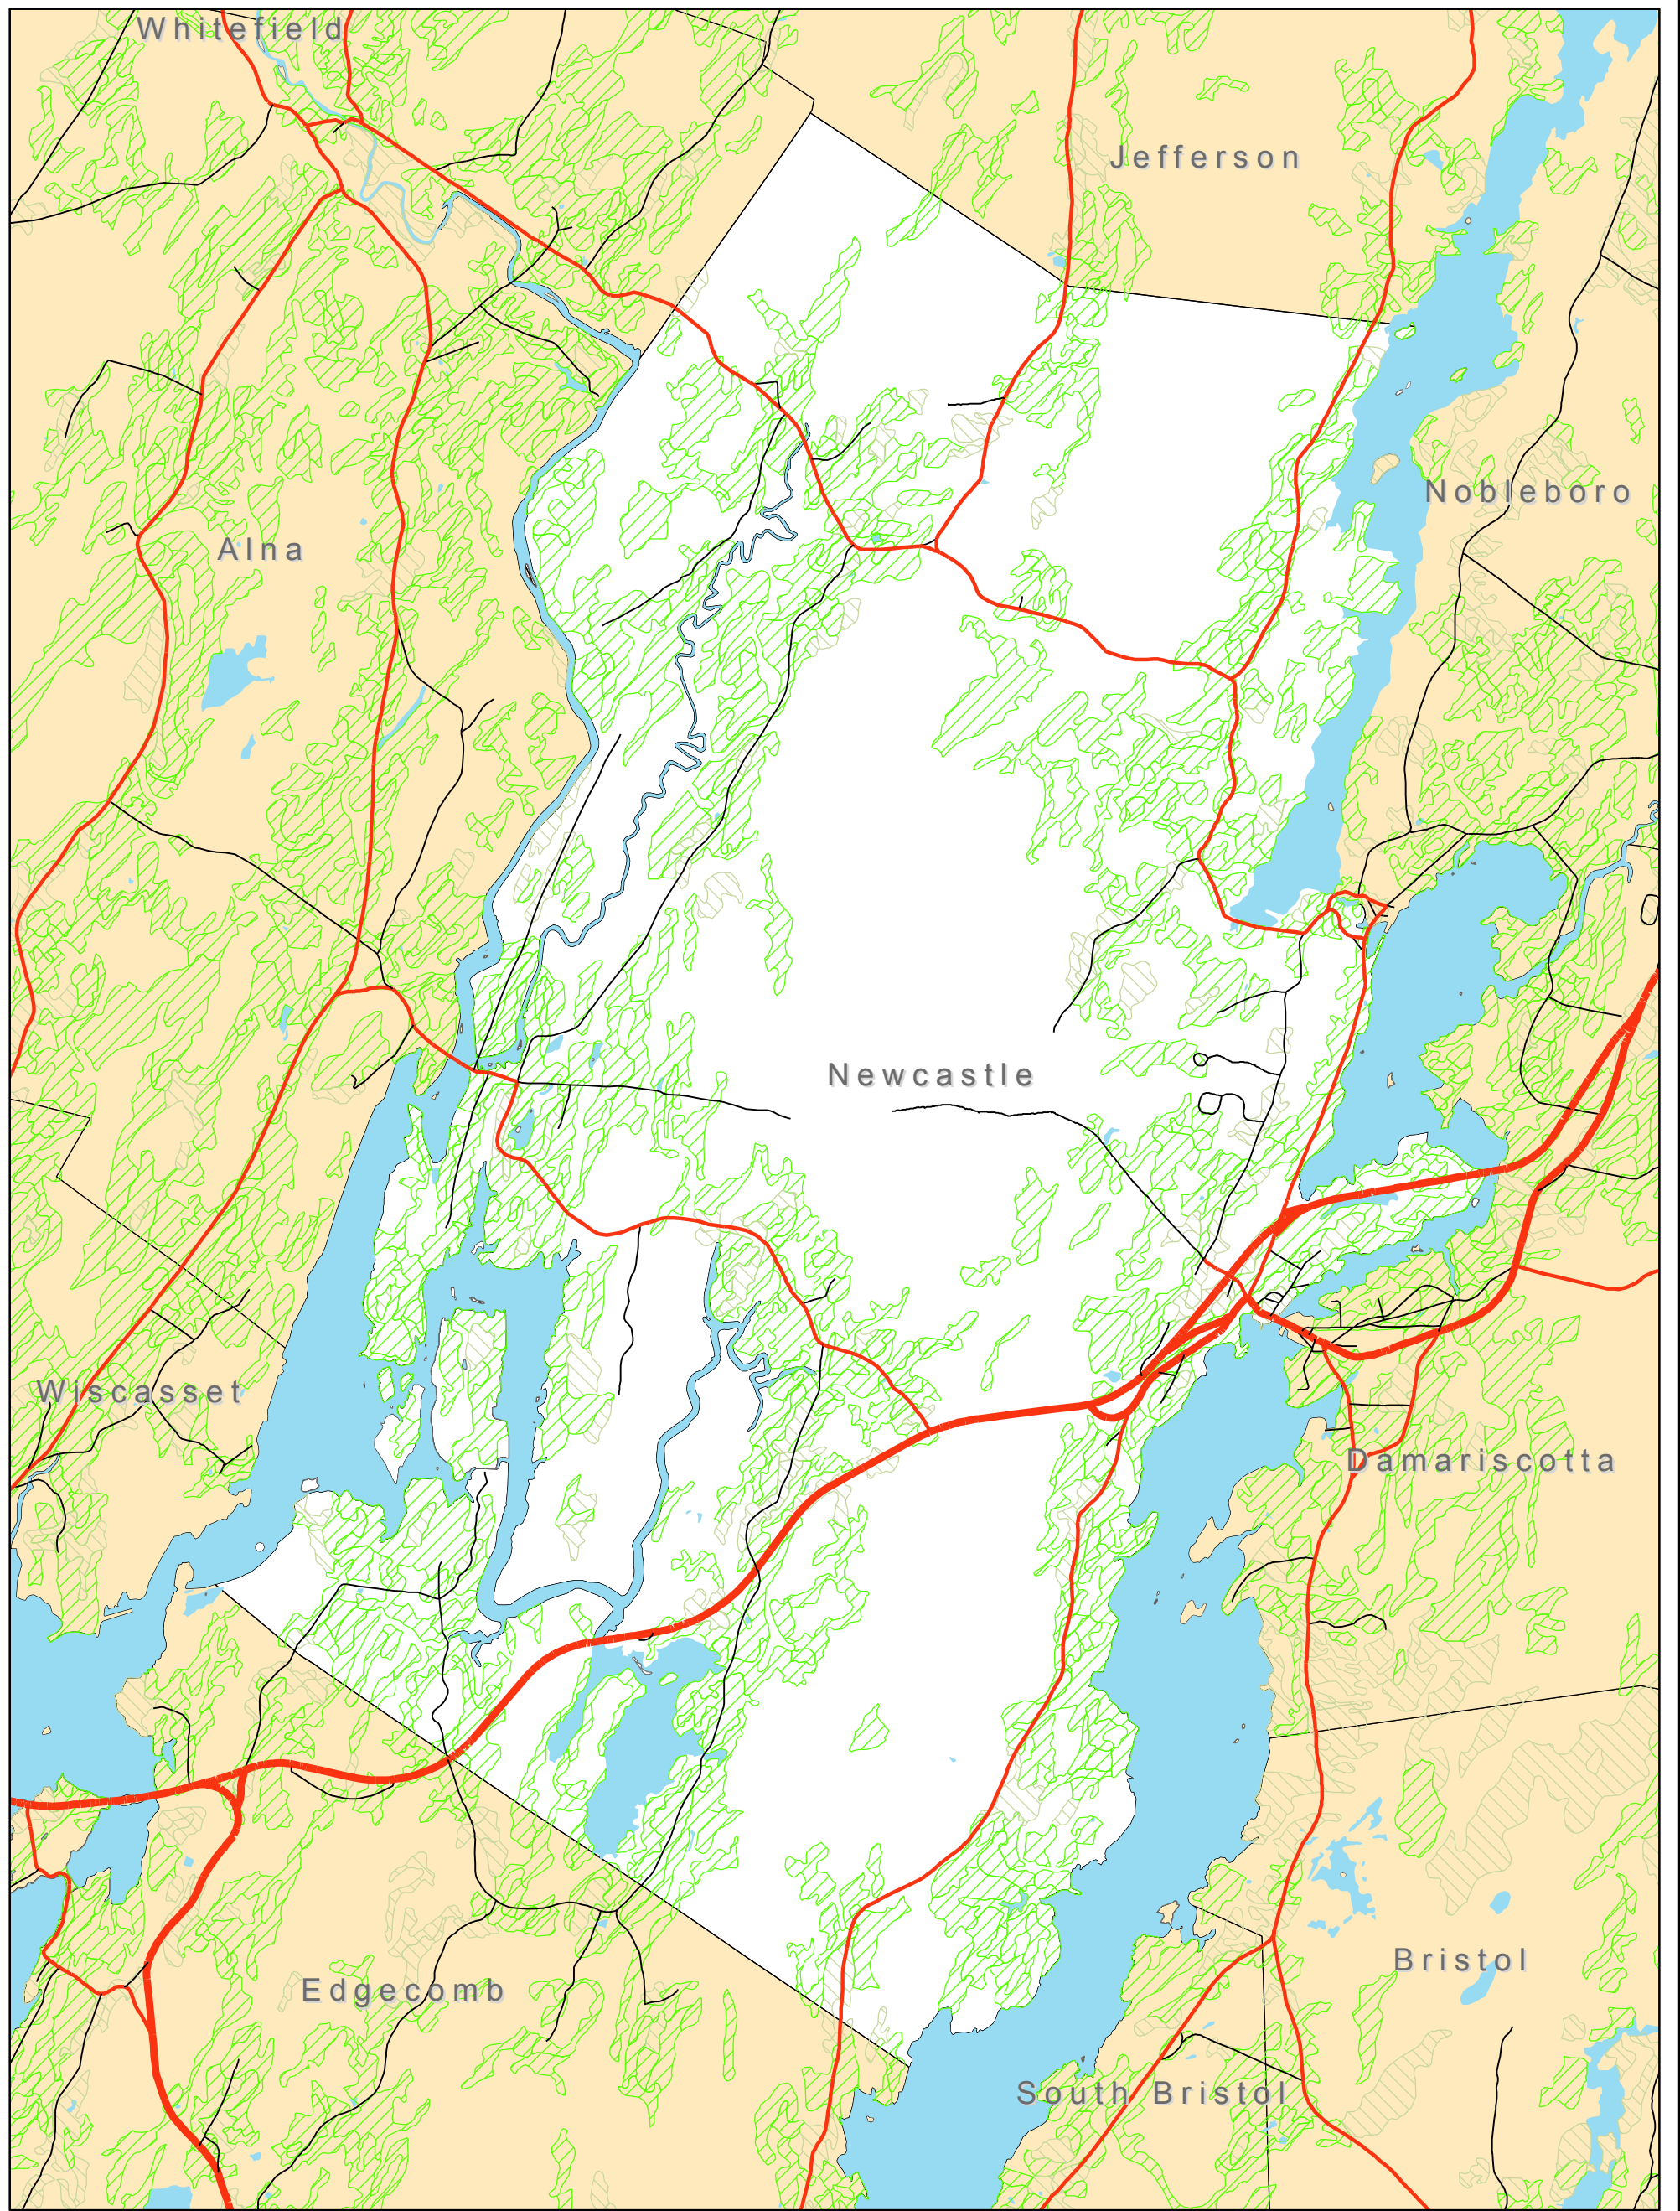 Whitefield
Jefferson
Nobleboro
Alna
Newcastle
Wiscasset
Damariscotta
Bristol
Edgecomb
South Bristol